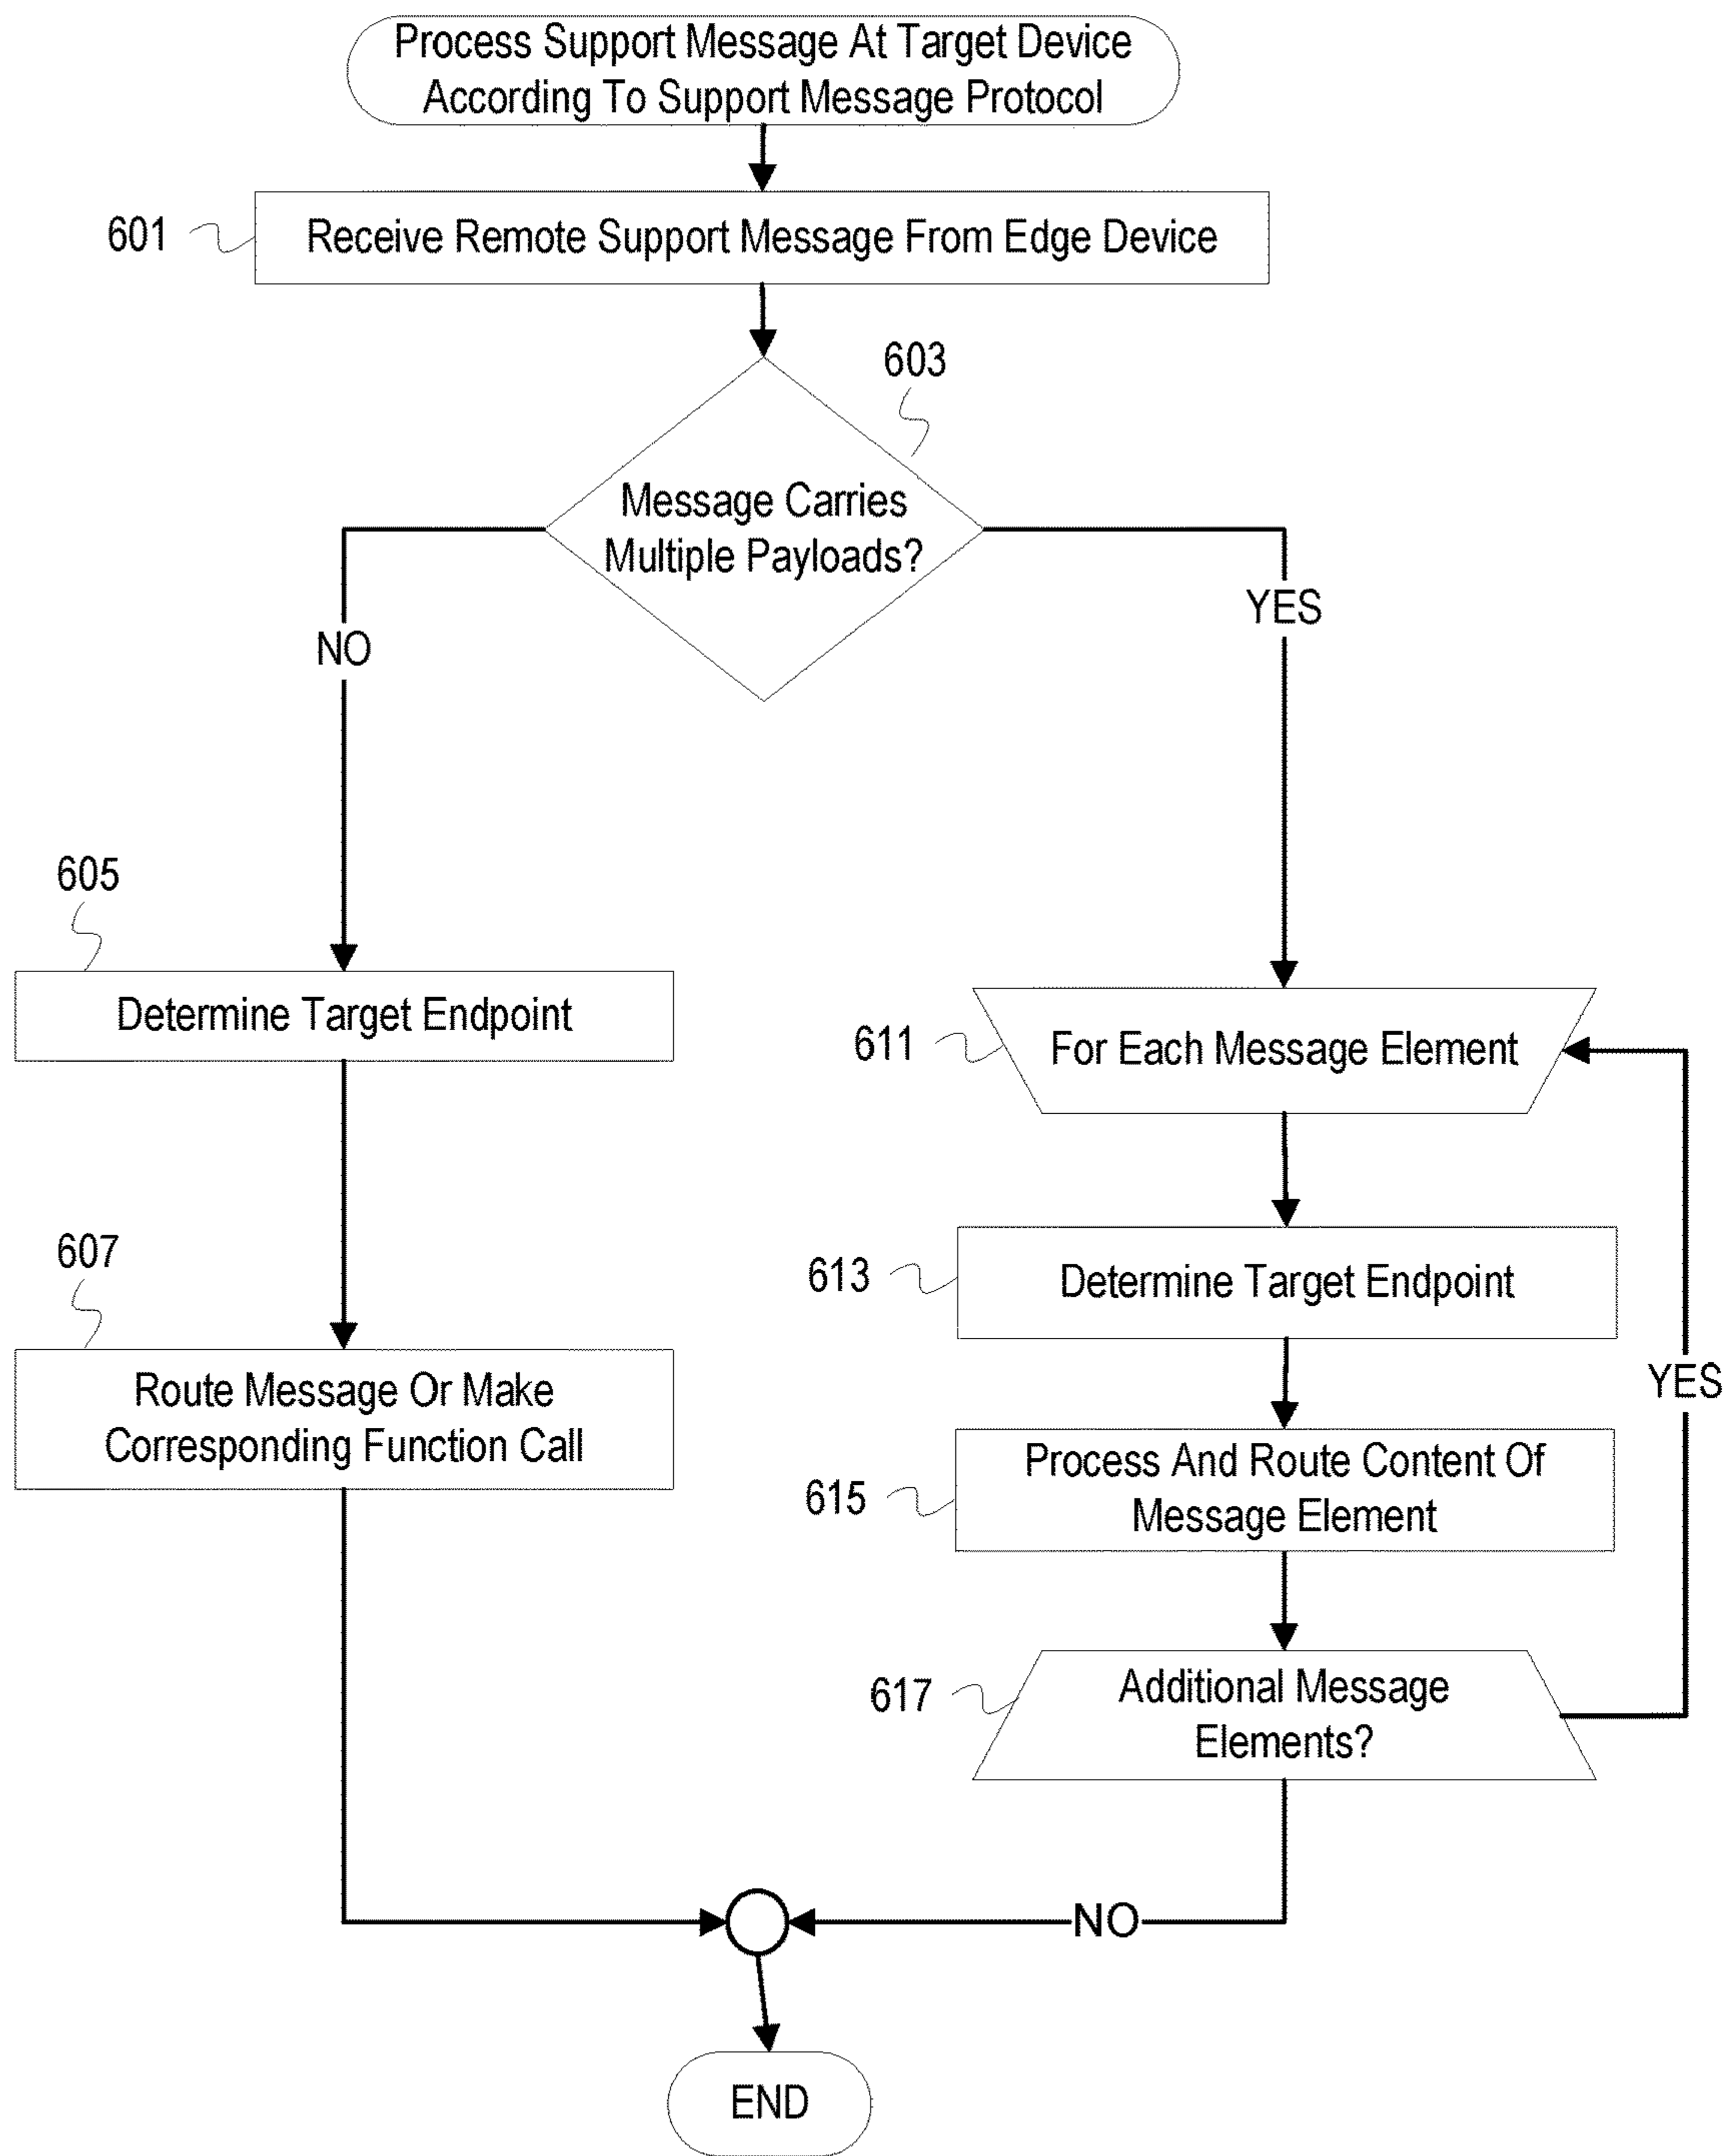 Process Support Message At Target Device
According To Support Message Protocol
601
Receive Remote Support Message From Edge Device
603
Message Carries
Multiple Payloads?
NO
YES
605
Determine Target Endpoint
607
Route Message Or Make
Corresponding Function Call
611
For Each Message Element
613
Determine Target Endpoint
YES
615
Process And Route Content Of
Message Element
617
Additional Message
Elements?
NO
END